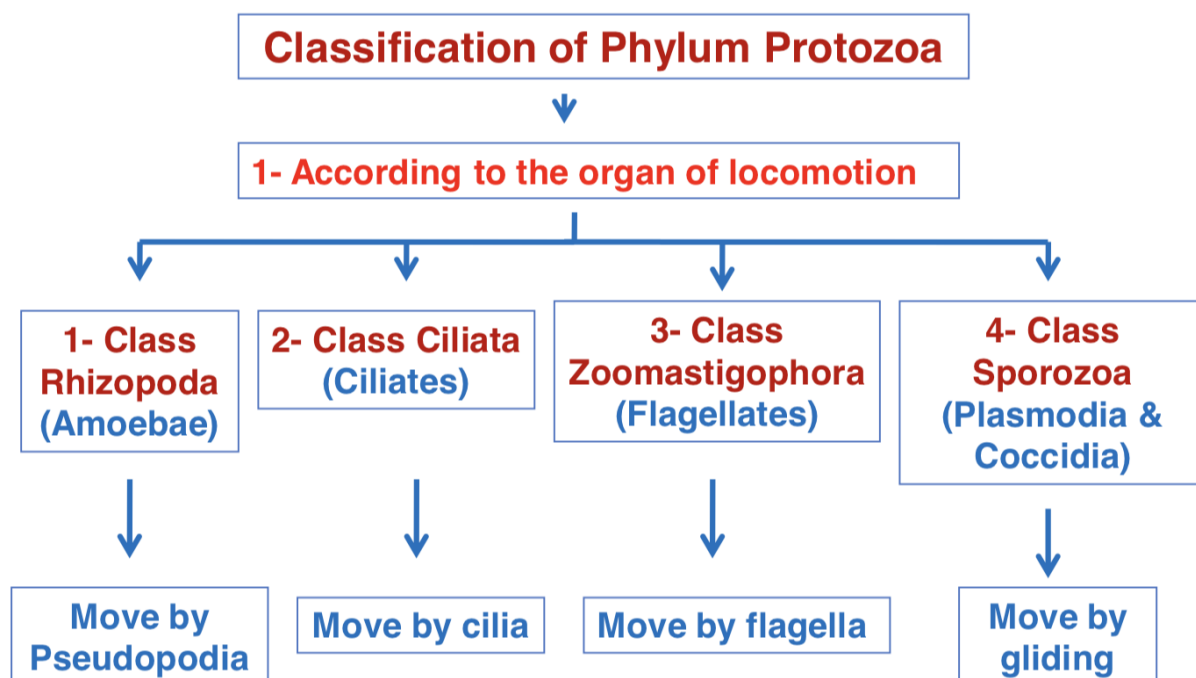 Classification of Phylum Protozoa
1- According to the organ of locomotion
1- Class
Rhizopoda
(Amoebae)
2- Class Ciliata
(Ciliates)
3- Class
Zoomastigophora
(Flagellates)
4- Class
Sporozoa
(Plasmodia &
Coccidia)
Move by
Pseudopodia
Move by cilia
Move by flagella
Move by
gliding